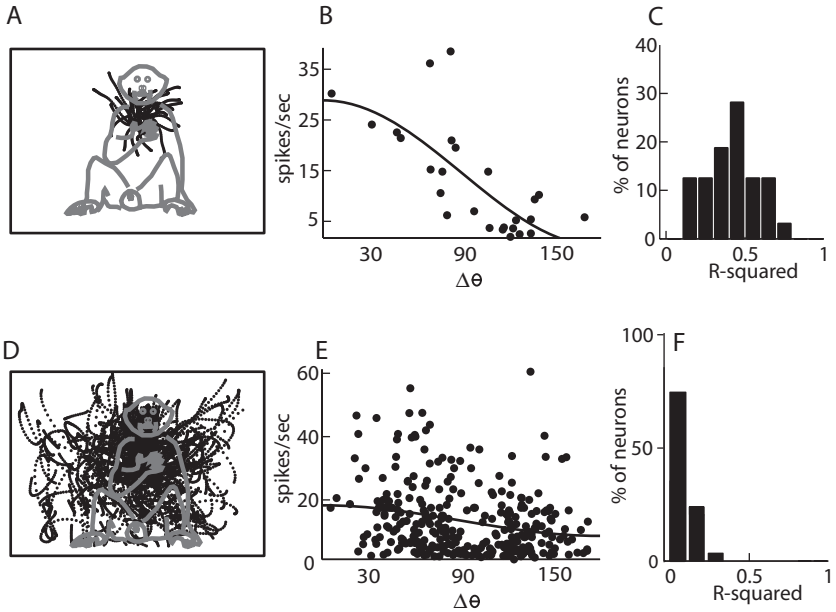 A
B
C
35
25
15
5
spikes/sec
30 90 150
Δθ
40
30
20
10
0
% of neurons
0 0.5 1
R-squared
D
E
F
60
40
20
0
spikes/sec
30 90 150
Δθ
100
50
0
% of neurons
0 0.5 1
R-squared